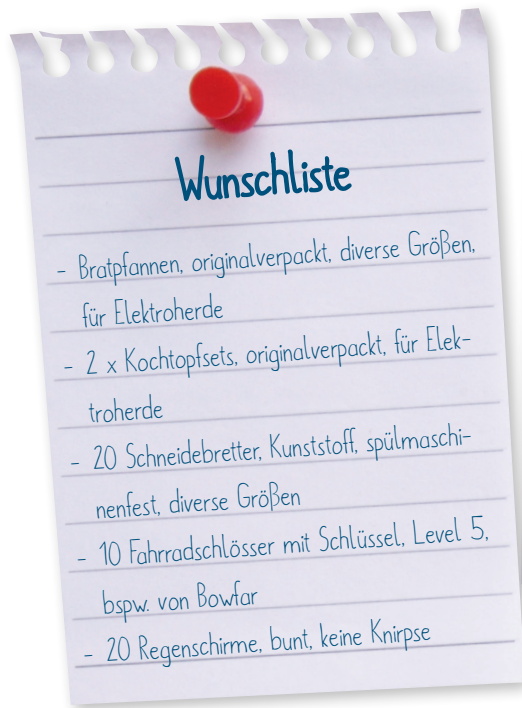 Wunschliste
- Bratpfannen, originalverpackt, diverse Größen,
für Elektroherde
- 2 x Kochtopfsets, originalverpackt, für Elek-
troherde
- 20 Schneidebretter, Kunststoff, spülmaschi-
nenfest, diverse Größen
- 10 Fahrradschlösser mit Schlüssel, Level 5,
bspw. von Bowfar
- 20 Regenschirme, bunt, keine Knirpse